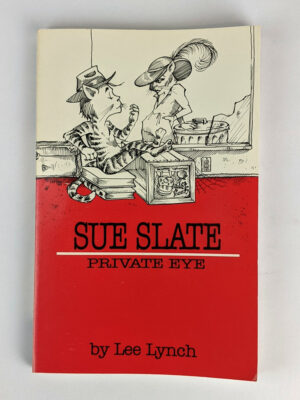 SUE SLATE
PRIVATE EYE
by Lee Lynch